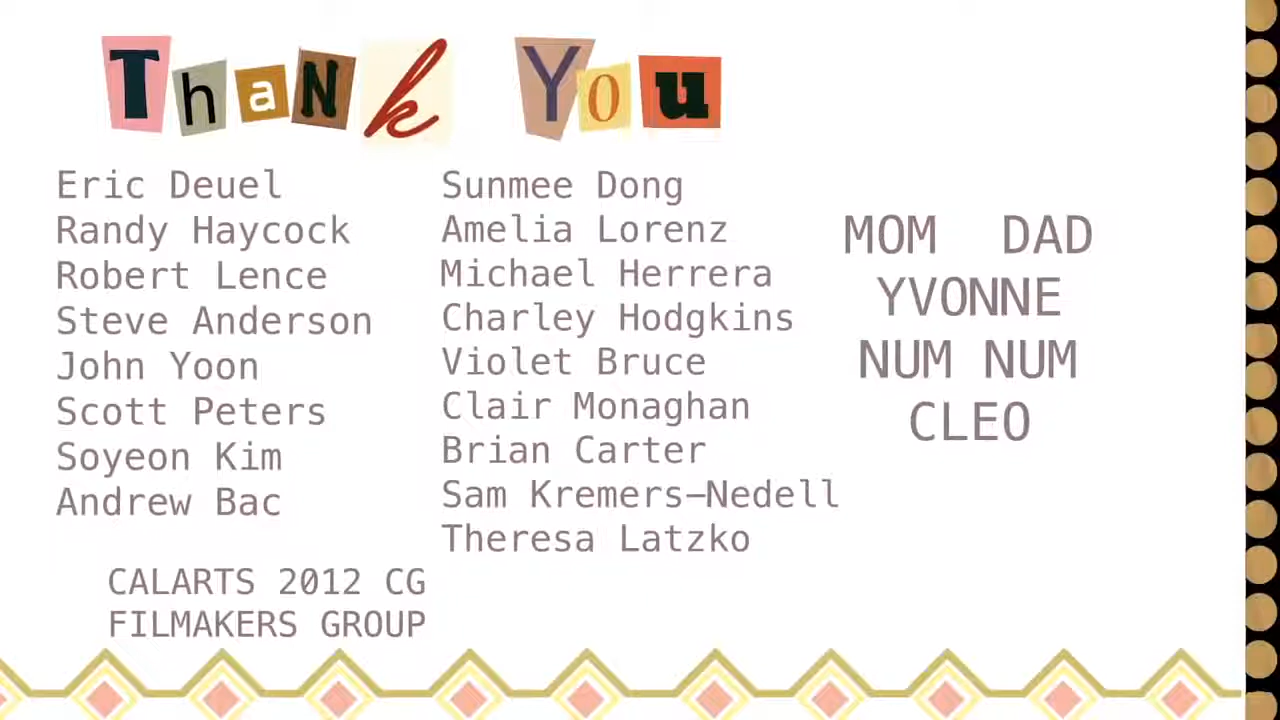 ThaNk You
Eric Deuel
Randy Haycock
Robert Lence
Steve Anderson
John Yoon
Scott Peters
Soyeon Kim
Andrew Bac
CALARTS 2012 CG
FILMAKERS GROUP
Sunmee Dong
Amelia Lorenz
Michael Herrera
Charley Hodgkins
Violet Bruce
Clair Monaghan
Brian Carter
Sam Kremers-Nedell
Theresa Latzko
MOM DAD
YVONNE
NUM NUM
CLEO